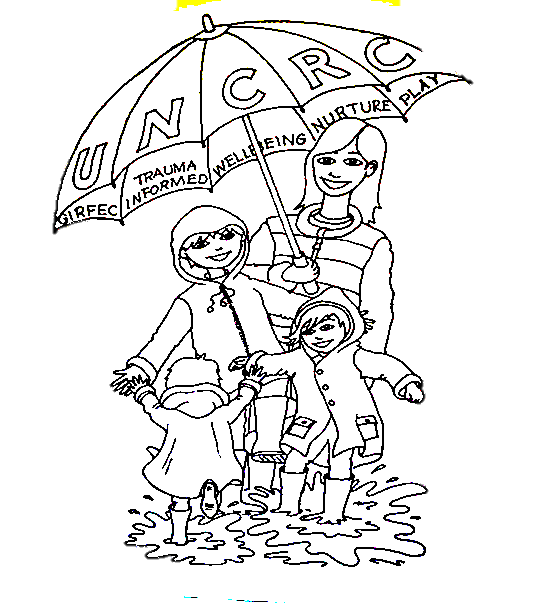 UNCRC
GIRFEC
TRAUMA
INFORMED
WELLBEING
NURTURE
PLAY